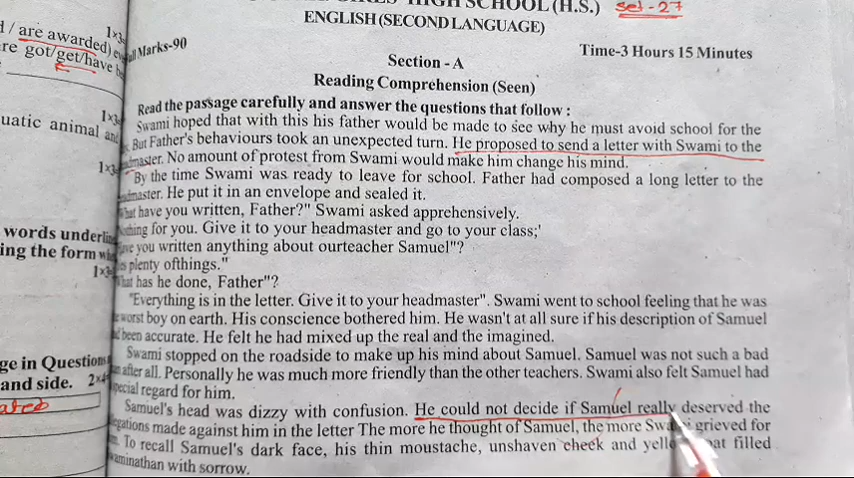 HIGH SCHOOL (H.S.) set-27
ENGLISH (SECOND LANGUAGE)
Marks-90
Time-3 Hours 15 Minutes
Section - A
Reading Comprehension (Seen)
Read the passage carefully and answer the questions that follow :
Swami hoped that with this his father would be made to see why he must avoid school for the
But Father's behaviours took an unexpected turn. He proposed to send a letter with Swami to the
No amount of protest from Swami would make him change his mind.
By the time Swami was ready to leave for school. Father had composed a long letter to the
He put it in an envelope and sealed it.
have you written, Father?" Swami asked apprehensively.
for you. Give it to your headmaster and go to your class;'
you written anything about ourteacher Samuel"?
plenty ofthings."
has he done, Father"?
"Everything is in the letter. Give it to your headmaster". Swami went to school feeling that he was
worst boy on earth. His conscience bothered him. He wasn't at all sure if his description of Samuel
been accurate. He felt he had mixed up the real and the imagined.
Swami stopped on the roadside to make up his mind about Samuel. Samuel was not such a bad
after all. Personally he was much more friendly than the other teachers. Swami also felt Samuel had
regard for him.
Samuel's head was dizzy with confusion. He could not decide if Samuel really deserved the
made against him in the letter The more he thought of Samuel, the more grieved for
To recall Samuel's dark face, his thin moustache, unshaven cheek and filled
with sorrow.
/ are awarded)
1×3
re got/get/have
uatic animal
1×3
1×3
words
ing the form
1×3
ge in Question
and side. 2×4